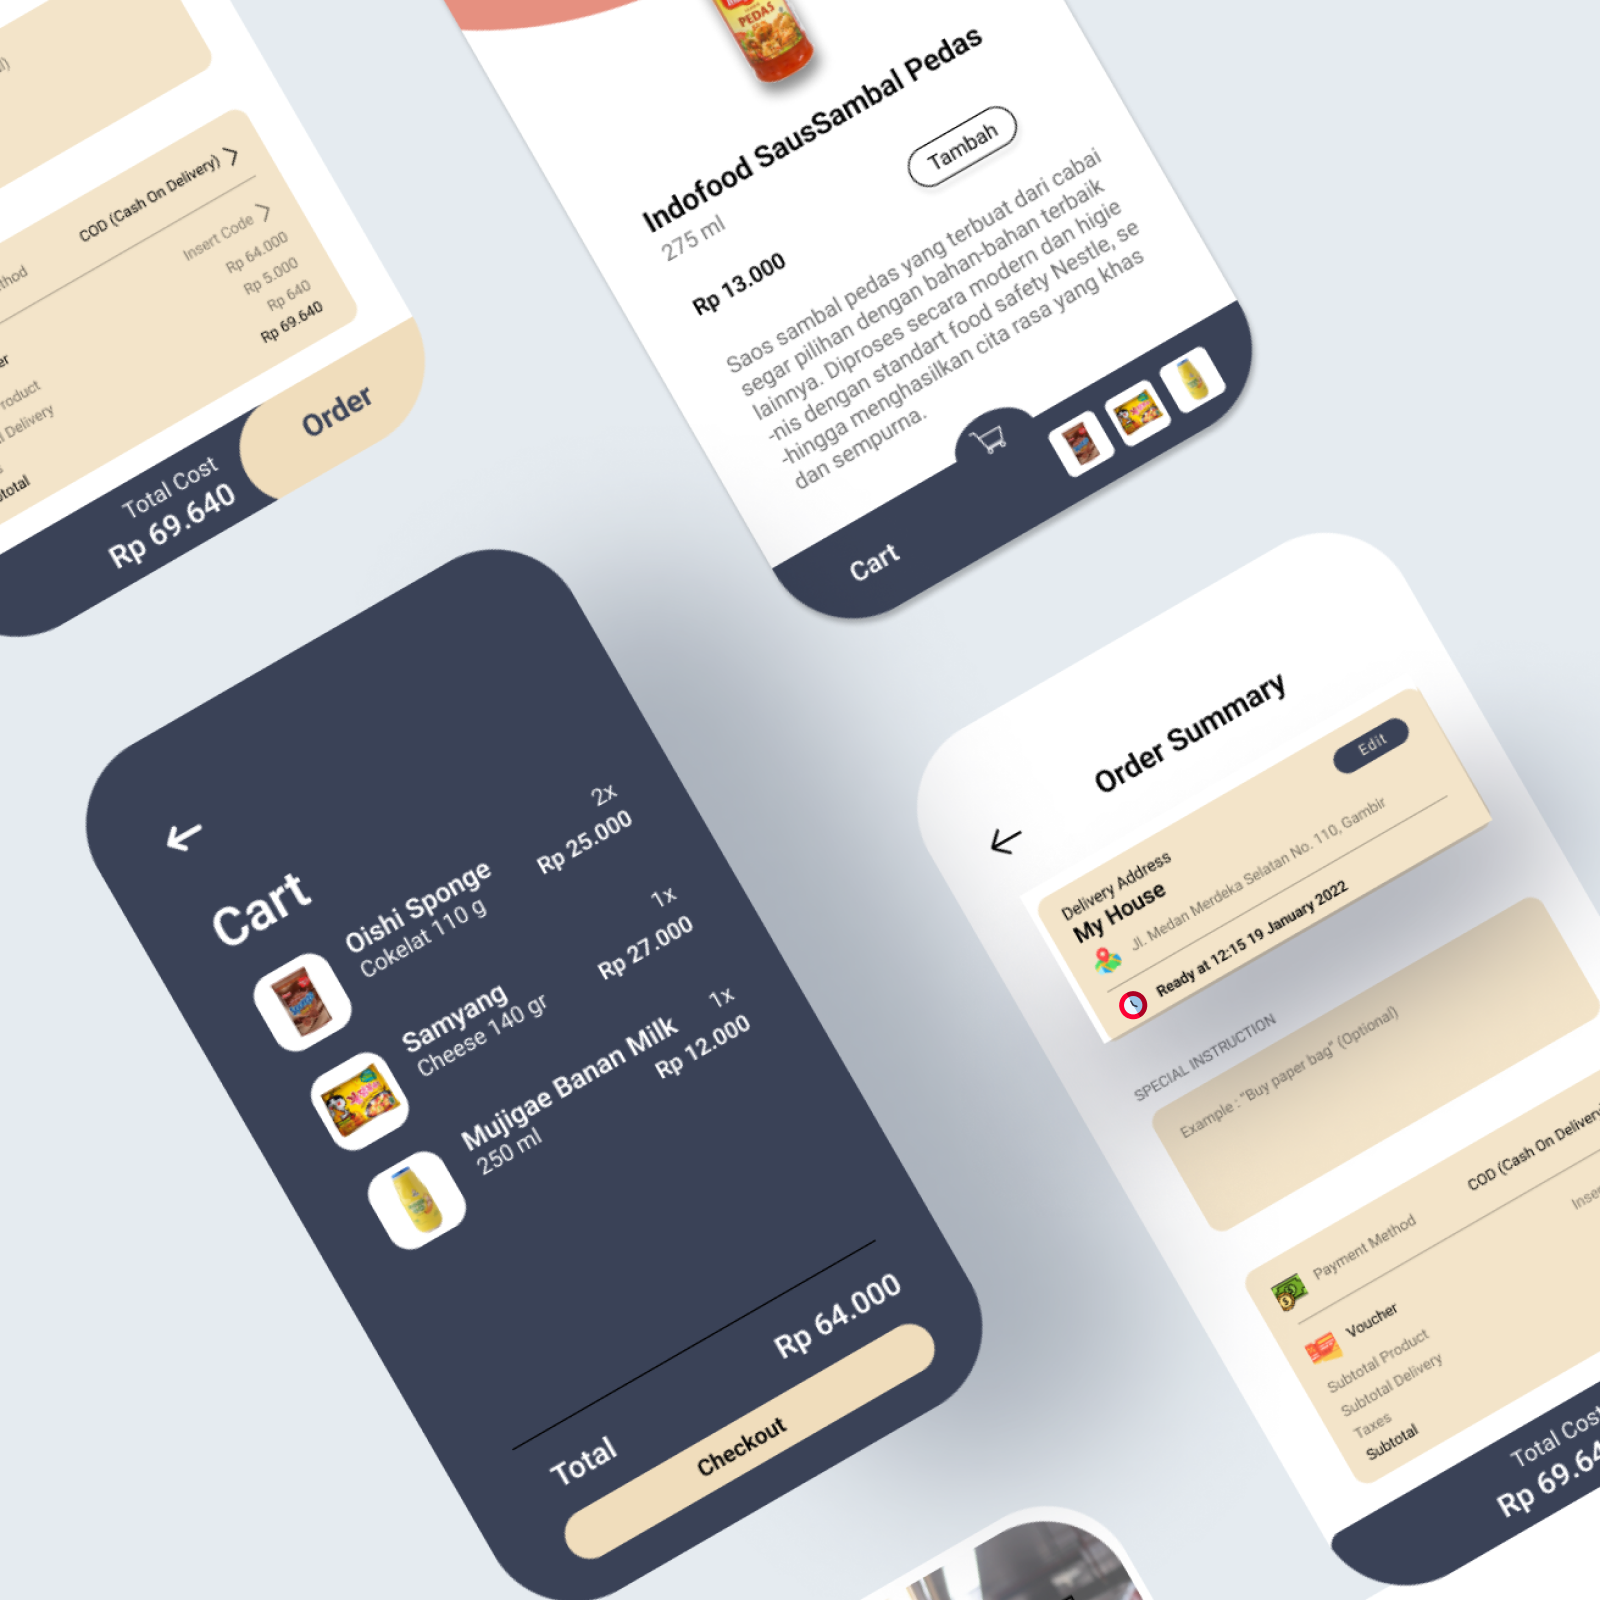 l)
COD (Cash On Delivery)
thod
Insert Code
Rp 64.000
Rp 5.000
Rp 640
Rp 69.640
er
roduct
l Delivery
s
total
Total Cost
Rp 69.640
Order
PEDAS
Indofood SausSambal Pedas
275 ml
Tambah
Rp 13.000
Saos sambal pedas yang terbuat dari cabai
segar pilihan dengan bahan-bahan terbaik
lainnya. Diproses secara modern dan higie
-nis dengan standart food safety Nestle, se
-hingga menghasilkan cita rasa yang khas
dan sempurna.
Cart
Cart
Oishi Sponge
Cokelat 110 g
2x
Rp 25.000
Samyang
Cheese 140 gr
1x
Rp 27.000
Mujigae Banan Milk
250 ml
1x
Rp 12.000
Total
Rp 64.000
Checkout
Order Summary
Edit
Delivery Address
My House
Jl. Medan Merdeka Selatan No. 110, Gambir
Ready at 12:15 19 January 2022
SPECIAL INSTRUCTION
Example : “Buy paper bag” (Optional)
Payment Method
COD (Cash On Delivery)
Voucher
Inser
Subtotal Product
Subtotal Delivery
Taxes
Subtotal
Total Cost
Rp 69.64